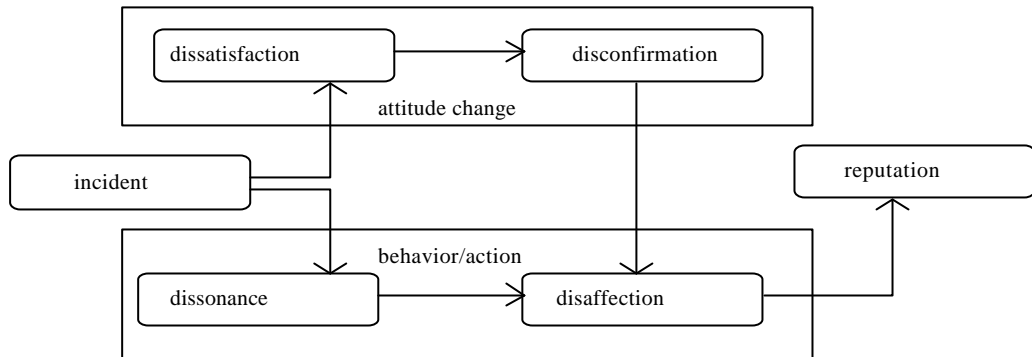 dissatisfaction
disconfirmation
attitude change
incident
reputation
behavior/action
dissonance
disaffection